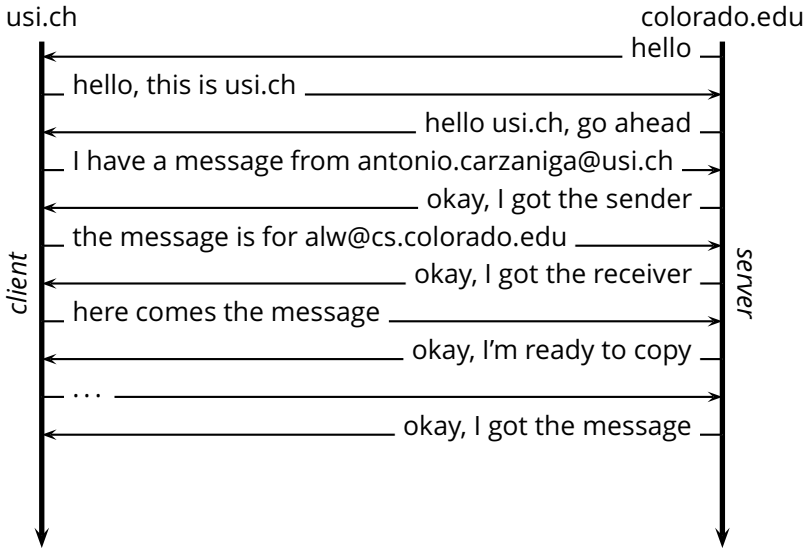 usi.ch
colorado.edu
hello
hello, this is usi.ch
hello usi.ch, go ahead
I have a message from antonio.carzaniga@usi.ch
okay, I got the sender
the message is for alw@cs.colorado.edu
okay, I got the receiver
client
server
here comes the message
okay, I’m ready to copy
...
okay, I got the message